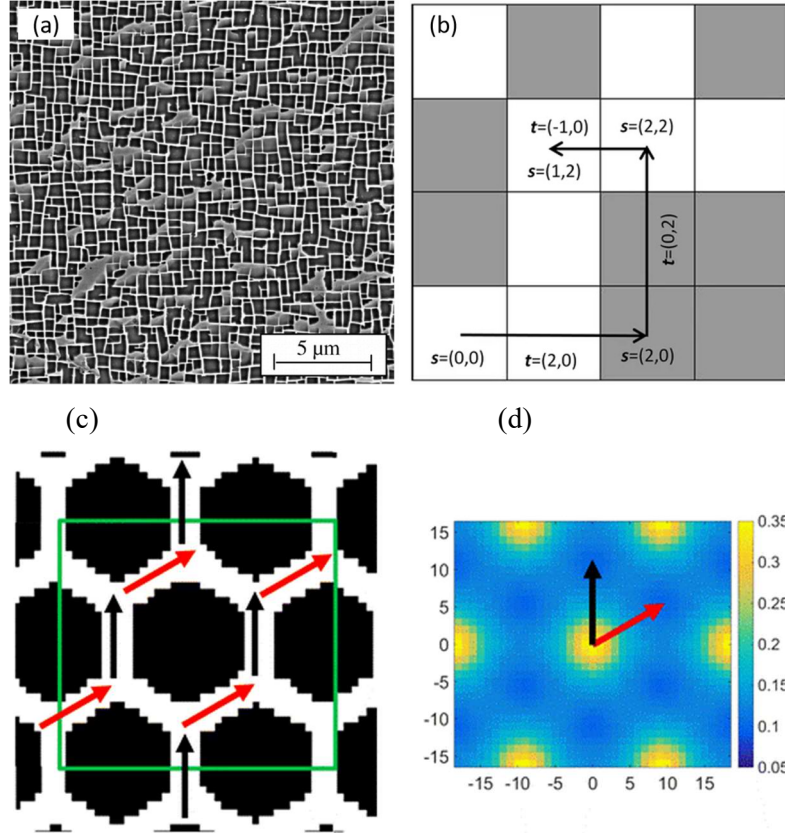 (a)
5 µm
(b)
t=(-1,0)
s=(2,2)
s=(1,2)
t=(0,2)
s=(0,0)
t=(2,0)
s=(2,0)
(c)
(d)
15
10
5
0
-5
-10
-15
-15
-10
-5
0
5
10
15
0.35
0.3
0.25
0.2
0.15
0.1
0.05